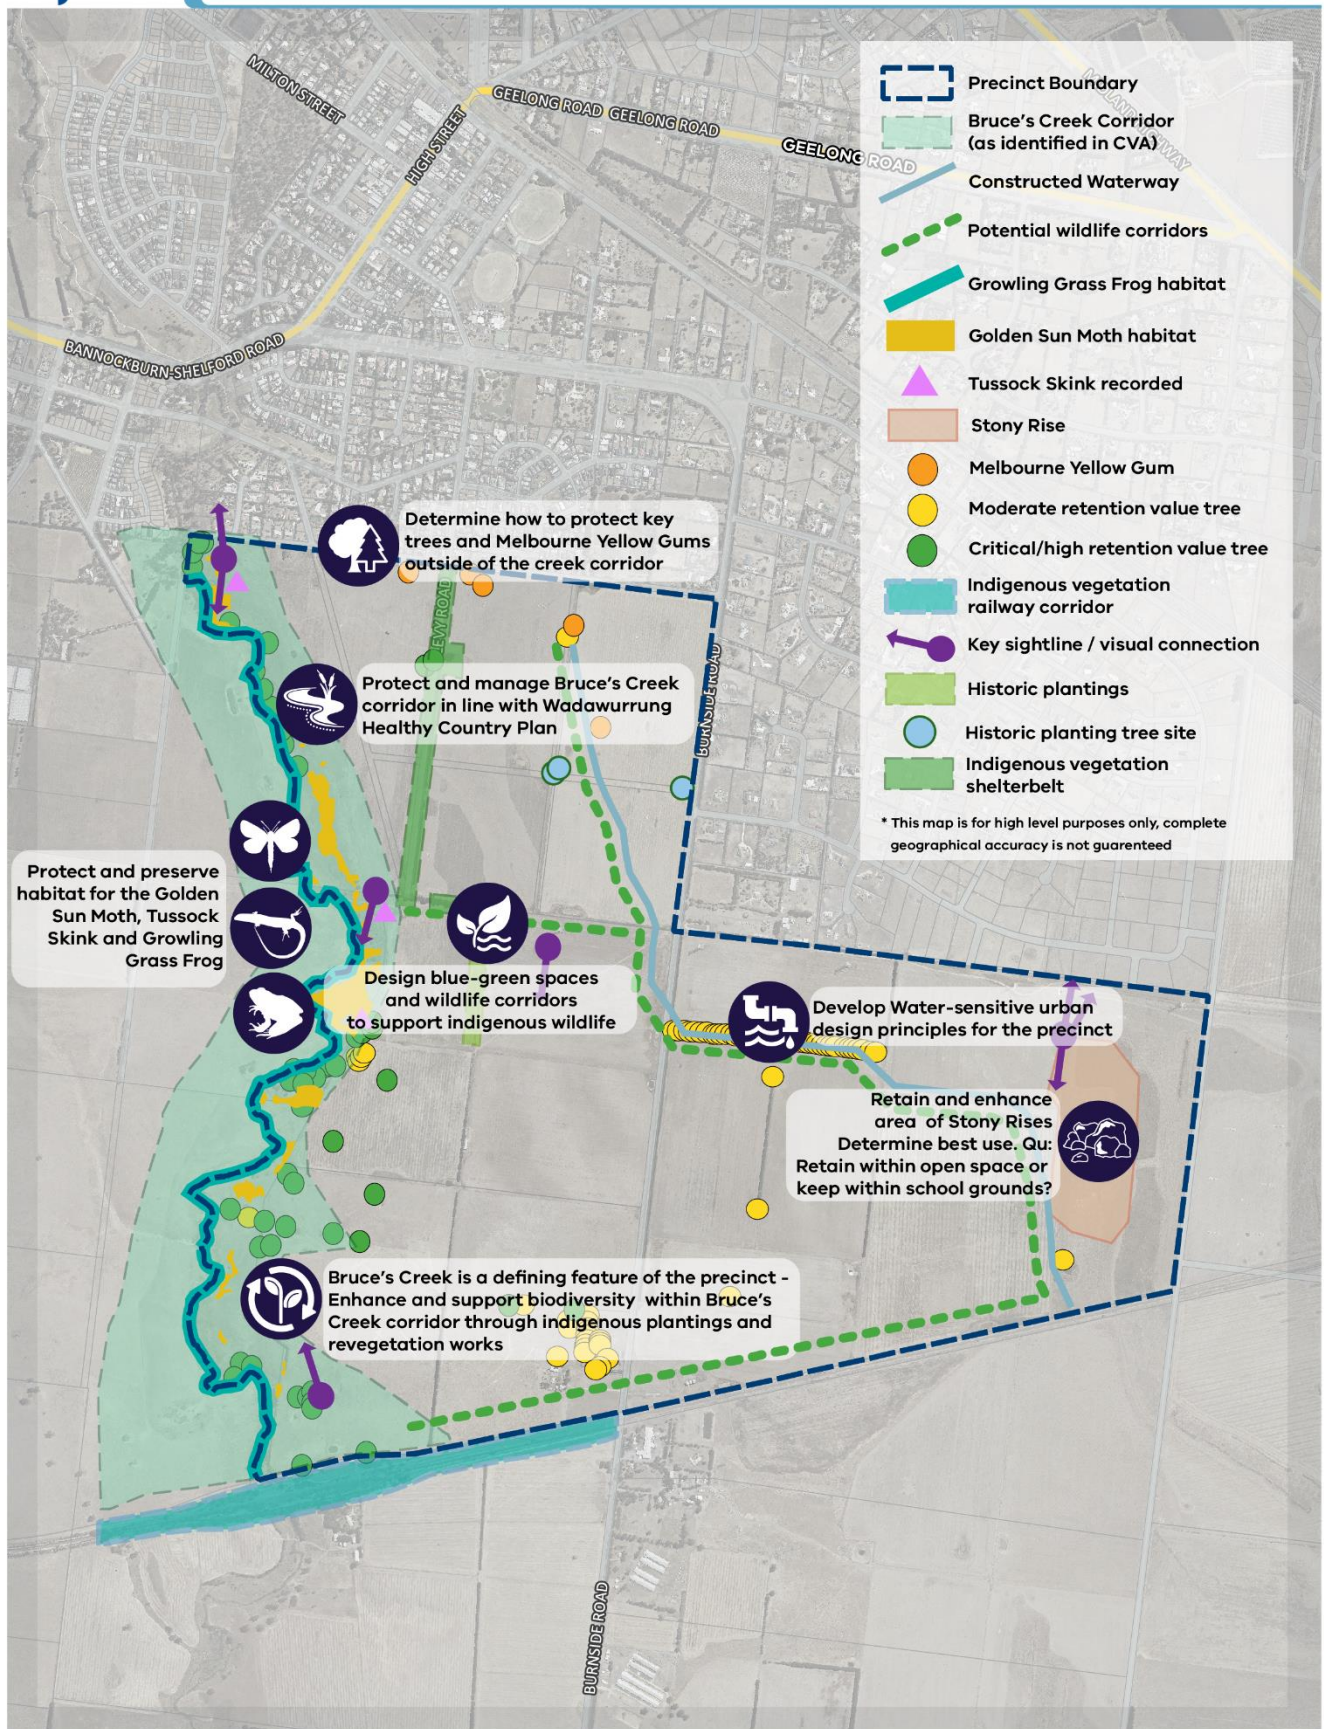 MILTON STREET
HIGH STREET
GEELONG ROAD GEELONG ROAD
GEELONG ROAD
BANNOCKBURN-SHELFORD ROAD
Precinct Boundary
Bruce's Creek Corridor
(as identified in CVA)
Constructed Waterway
Potential wildlife corridors
Growling Grass Frog habitat
Golden Sun Moth habitat
Tussock Skink recorded
Stony Rise
Melbourne Yellow Gum
Moderate retention value tree
Critical/high retention value tree
Indigenous vegetation
railway corridor
Key sightline / visual connection
Historic plantings
Historic planting tree site
Indigenous vegetation
shelterbelt
* This map is for high level purposes only, complete
geographical accuracy is not guarenteed
Determine how to protect key
trees and Melbourne Yellow Gums
outside of the creek corridor
LEVY ROAD
BURNSIDE ROAD
Protect and manage Bruce's Creek
corridor in line with Wadawurrung
Healthy Country Plan
Protect and preserve
habitat for the Golden
Sun Moth, Tussock
Skink and Growling
Grass Frog
Design blue-green spaces
and wildlife corridors
to support indigenous wildlife
Develop Water-sensitive urban
design principles for the precinct
Retain and enhance
area of Stony Rises
Determine best use. Qu:
Retain within open space or
keep within school grounds?
Bruce's Creek is a defining feature of the precinct -
Enhance and support biodiversity within Bruce's
Creek corridor through indigenous plantings and
revegetation works
BURNSIDE ROAD